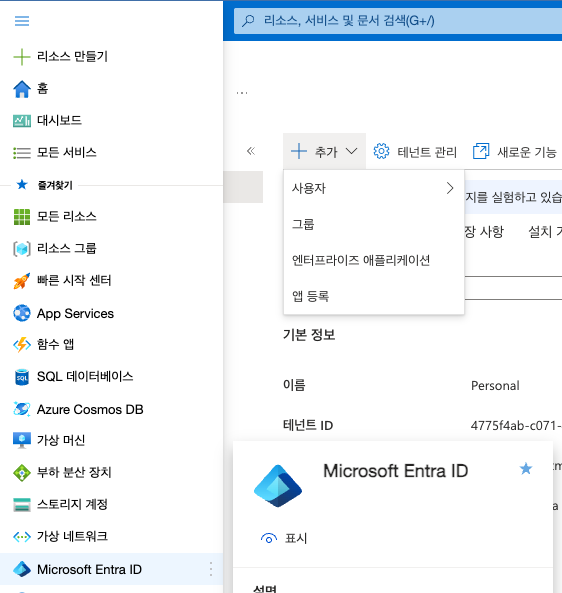 리소스, 서비스 및 문서 검색(G+/)
리소스 만들기
홈
대시보드
모든 서비스
즐겨찾기
모든 리소스
리소스 그룹
빠른 시작 센터
App Services
함수 앱
SQL 데이터베이스
Azure Cosmos DB
가상 머신
부하 분산 장치
스토리지 계정
가상 네트워크
Microsoft Entra ID
...
추가
테넌트 관리
새로운 기능
사용자
그룹
엔터프라이즈 애플리케이션
앱 등록
지를 실험하고 있습
장 사항
설치
기본 정보
이름
Personal
테넌트 ID
4775f4ab-c071-
Microsoft Entra ID
표시
설명